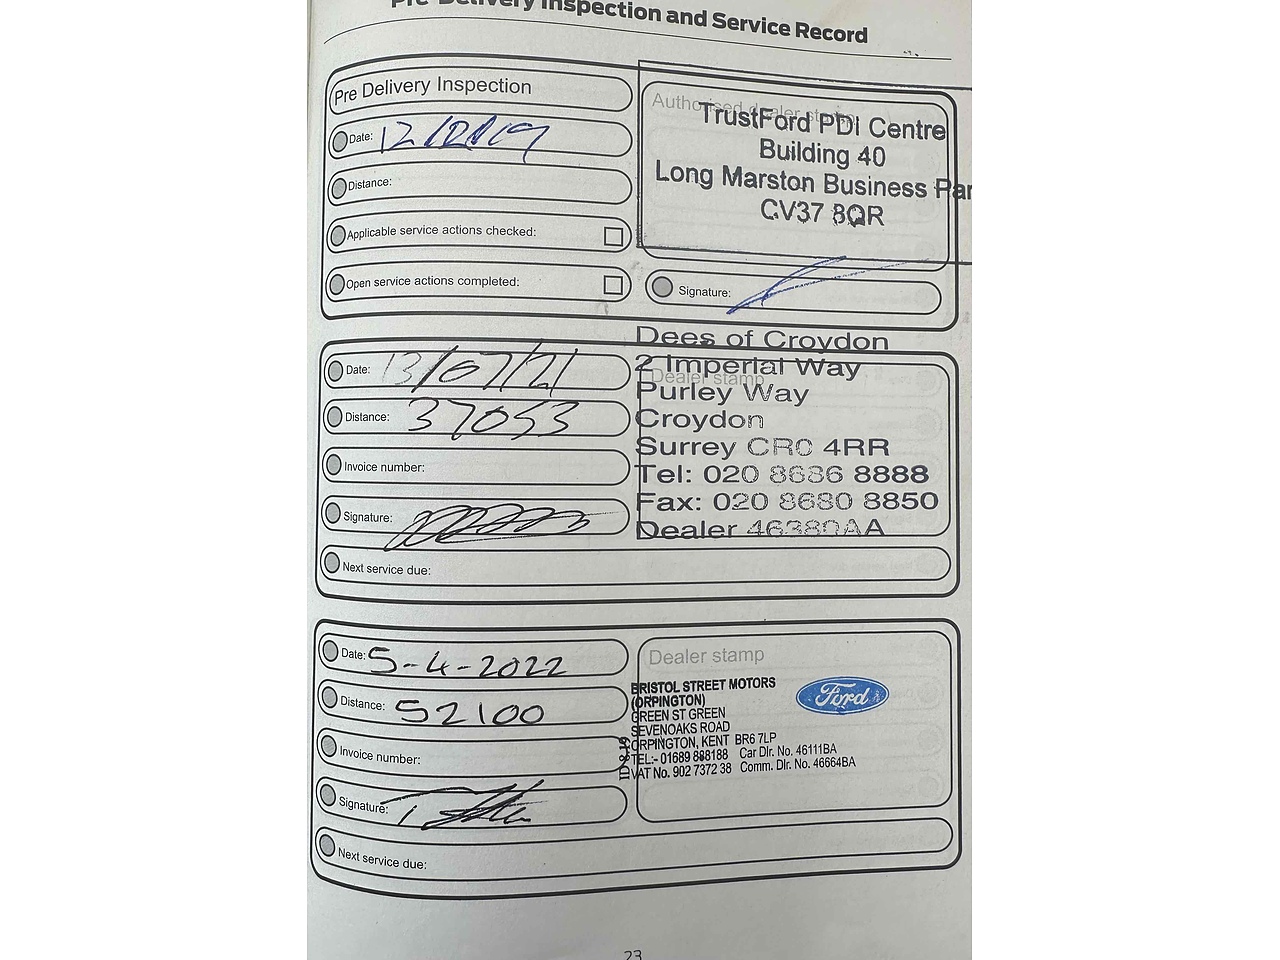 Pre-Delivery Inspection and Service Record
Pre Delivery Inspection
Date: 12/12/19
Distance:
Applicable service actions checked:
Open service actions completed:
Authorised dealer stamp
TrustFord PDI Centre
Building 40
Long Marston Business Par
CV37 8QR
Signature:
Date: 13/07/21
Distance: 37053
Invoice number:
Signature:
Next service due:
Dealer stamp
Dees of Croydon
2 Imperial Way
Purley Way
Croydon
Surrey CR0 4RR
Tel: 020 8686 8888
Fax: 020 8680 8850
Dealer 46380AA
Date: 5-4-2022
Distance: 52100
Invoice number:
Signature:
Next service due:
Dealer stamp
BRISTOL STREET MOTORS
(ORPINGTON)
GREEN ST GREEN
SEVENOAKS ROAD
ORPINGTON, KENT BR6 7LP
TEL:- 01689 888188 Car Dlr. No. 46111BA
VAT No. 902 7372 38 Comm. Dlr. No. 46664BA
Ford
23